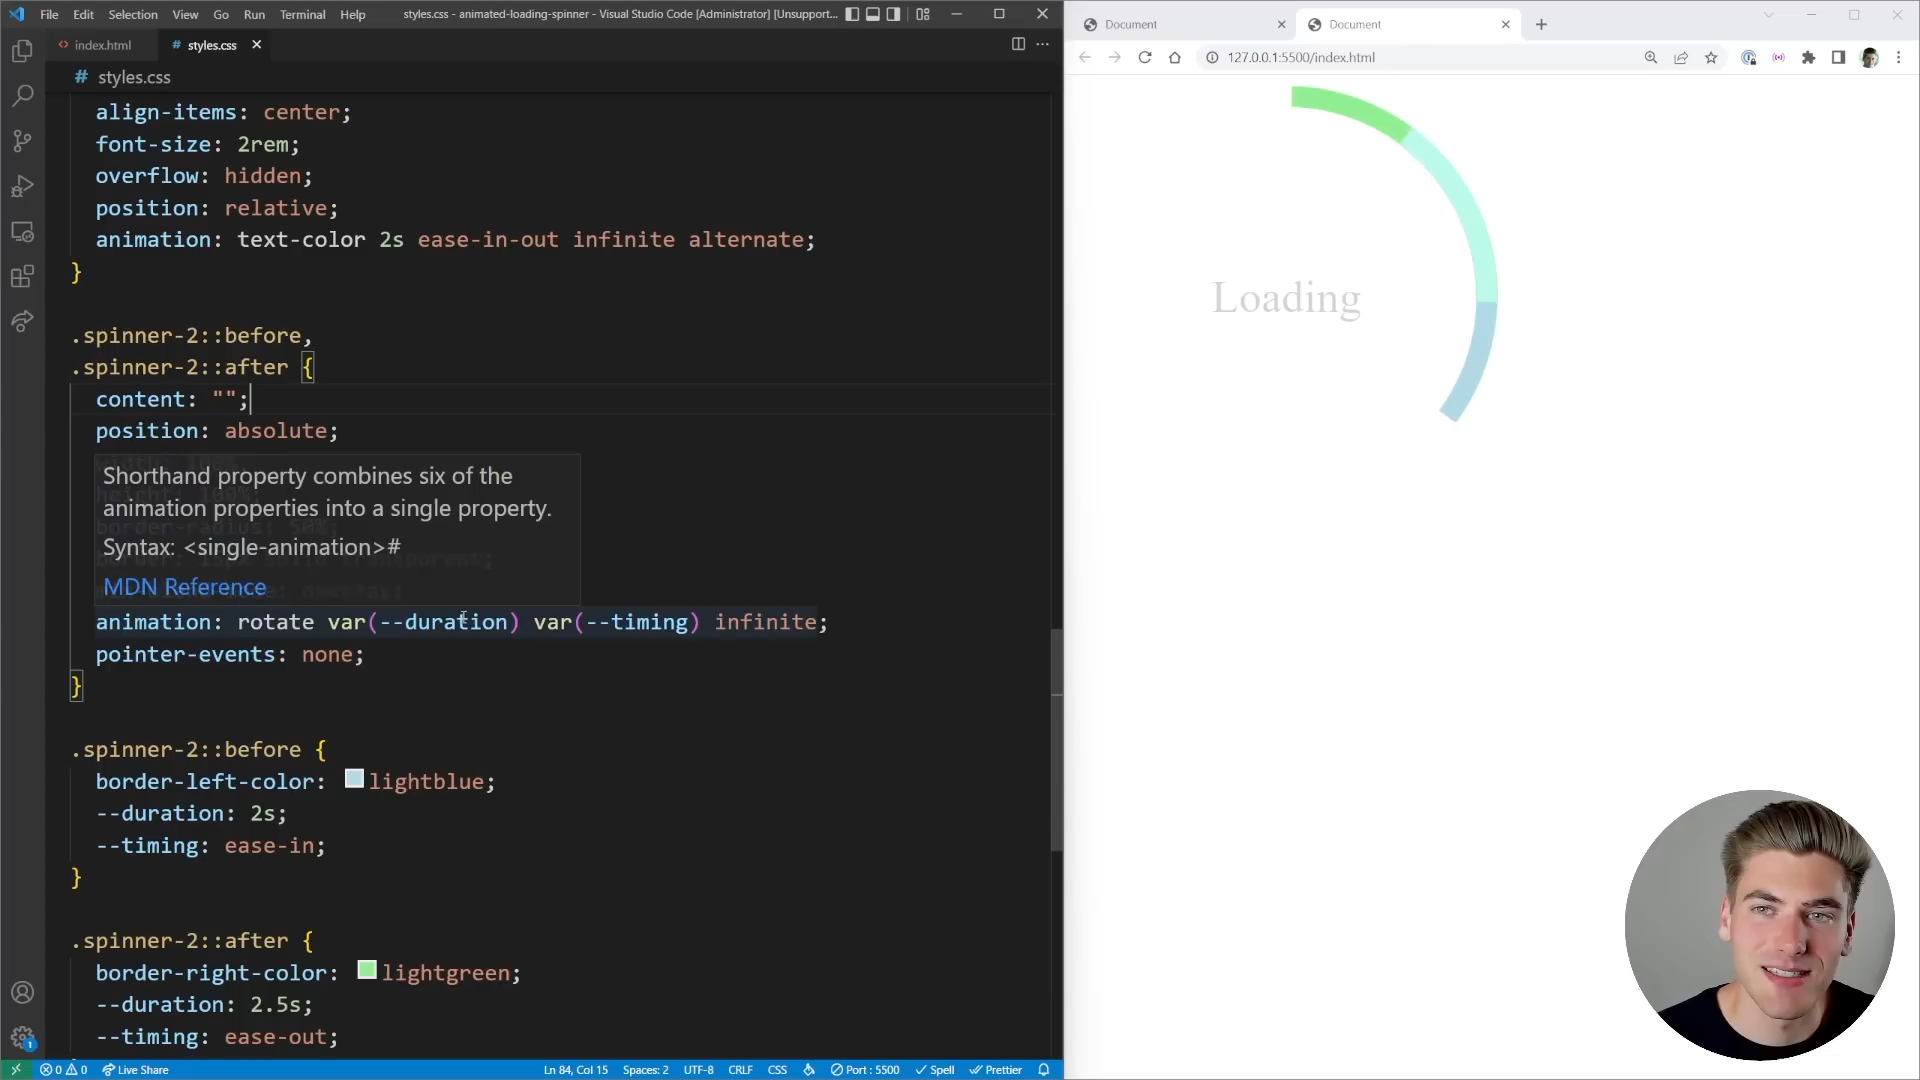 File Edit Selection View Go Run Terminal Help
styles.css - animated-loading-spinner - Visual Studio Code [Administrator] [Unsupport...
index.html
# styles.css
# styles.css
align-items: center;
font-size: 2rem;
overflow: hidden;
position: relative;
animation: text-color 2s ease-in-out infinite alternate;
}
.spinner-2::before,
.spinner-2::after {
content: "";
position: absolute;
Shorthand property combines six of the
animation properties into a single property.
Syntax: <single-animation>#
MDN Reference
animation: rotate var(--duration) var(--timing) infinite;
pointer-events: none;
}
.spinner-2::before {
border-left-color: lightblue;
--duration: 2s;
--timing: ease-in;
}
.spinner-2::after {
border-right-color: lightgreen;
--duration: 2.5s;
--timing: ease-out;
0 0 Live Share
Ln 84, Col 15 Spaces: 2 UTF-8 CRLF CSS Port : 5500 Spell Prettier
1
Document
Document
127.0.0.1:5500/index.html
Loading